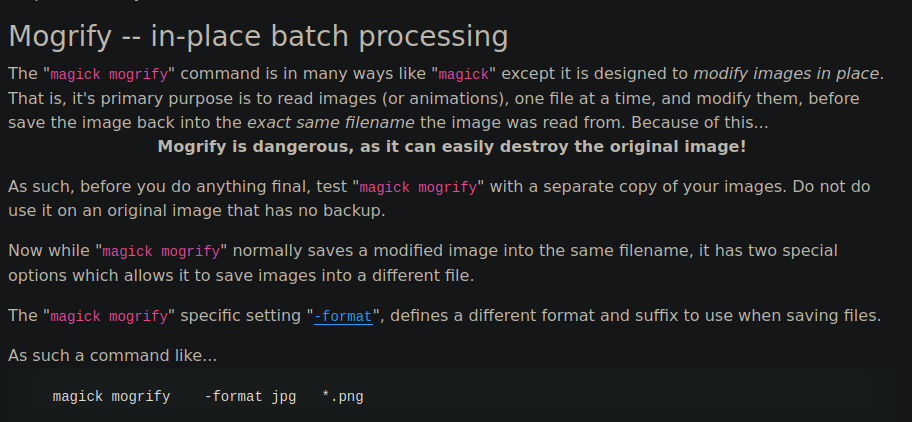 Mogrify -- in-place batch processing
The "magick mogrify" command is in many ways like "magick" except it is designed to modify images in place.
That is, it's primary purpose is to read images (or animations), one file at a time, and modify them, before
save the image back into the exact same filename the image was read from. Because of this...
Mogrify is dangerous, as it can easily destroy the original image!
As such, before you do anything final, test "magick mogrify" with a separate copy of your images. Do not do
use it on an original image that has no backup.
Now while "magick mogrify" normally saves a modified image into the same filename, it has two special
options which allows it to save images into a different file.
The "magick mogrify" specific setting "-format", defines a different format and suffix to use when saving files.
As such a command like...
magick mogrify    -format jpg   *.png